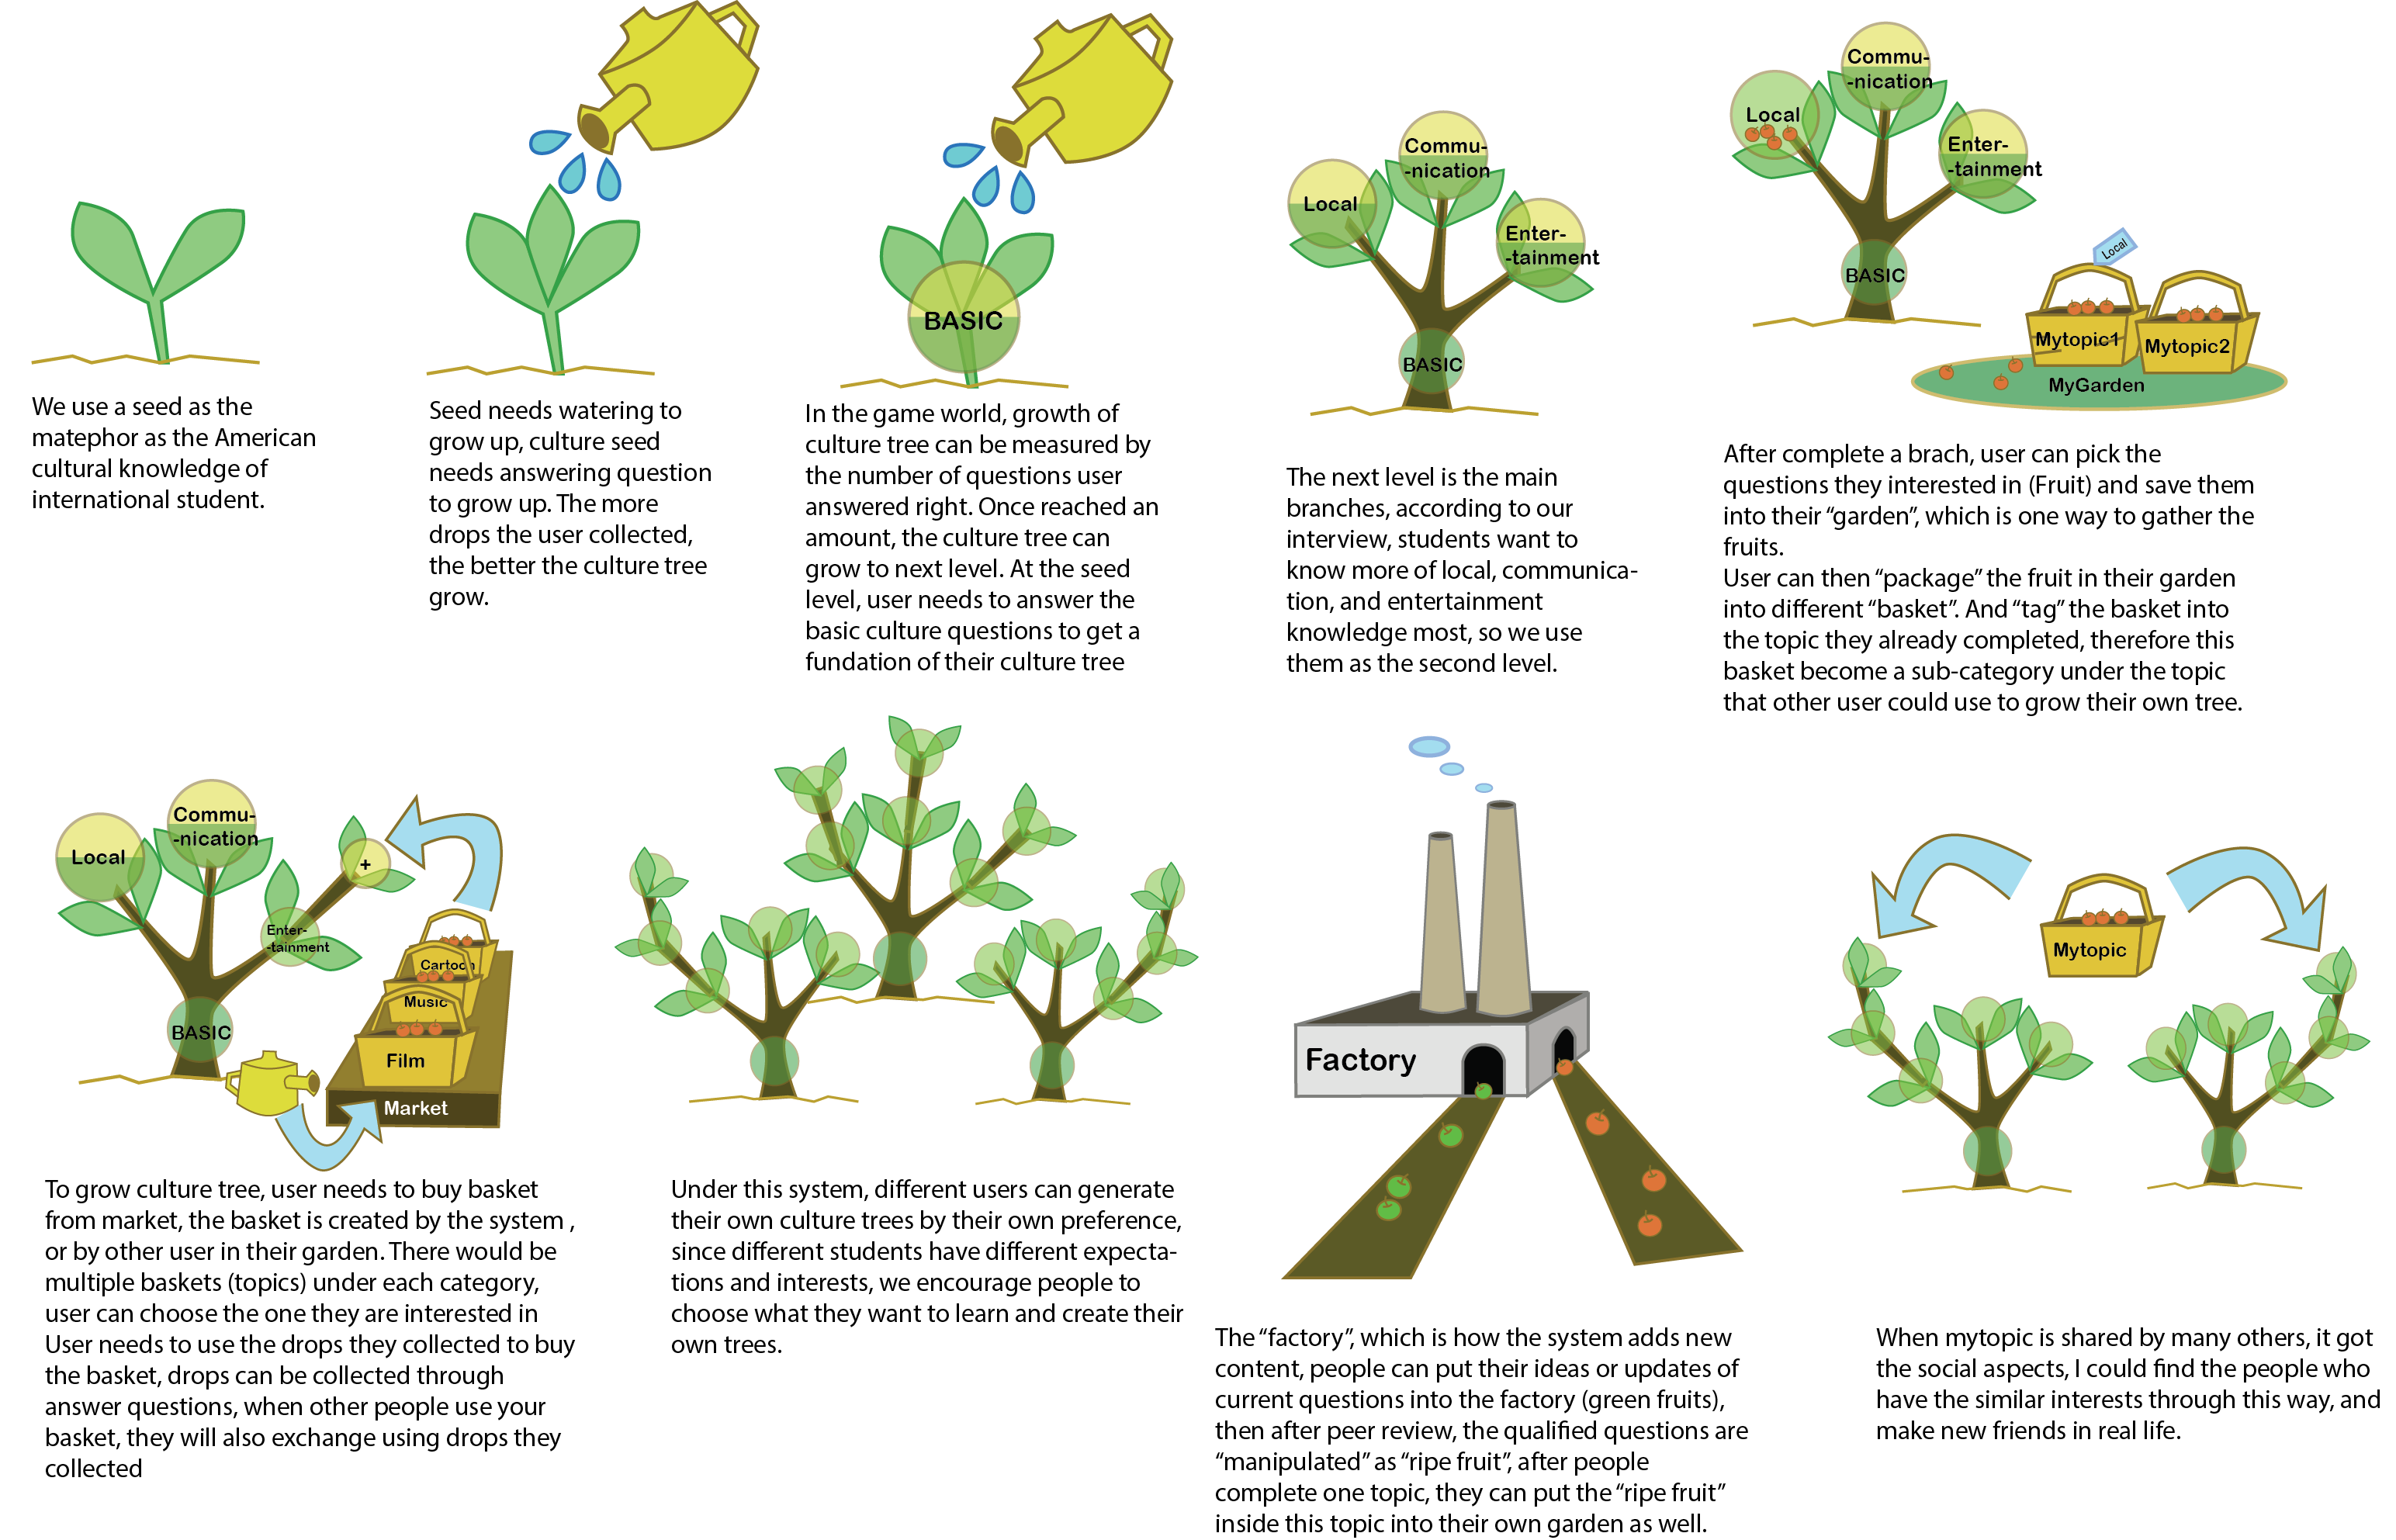 We use a seed as the
matephor as the American
cultural knowledge of
international student.
Seed needs watering to
grow up, culture seed
needs answering question
to grow up. The more
drops the user collected,
the better the culture tree
grow.
BASIC
In the game world, growth of
culture tree can be measured by
the number of questions user
answered right. Once reached an
amount, the culture tree can
grow to next level. At the seed
level, user needs to answer the
basic culture questions to get a
fundation of their culture tree
Commu-
-nication
Local
Enter-
-tainment
BASIC
The next level is the main
branches, according to our
interview, students want to
know more of local, communica-
tion, and entertainment
knowledge most, so we use
them as the second level.
Commu-
-nication
Local
Enter-
-tainment
BASIC
Local
Mytopic1
Mytopic2
MyGarden
After complete a brach, user can pick the
questions they interested in (Fruit) and save them
into their “garden”, which is one way to gather the
fruits.
User can then “package” the fruit in their garden
into different “basket”. And “tag” the basket into
the topic they already completed, therefore this
basket become a sub-category under the topic
that other user could use to grow their own tree.
Commu-
-nication
Local
+
Enter-
-tainment
BASIC
Cartoon
Music
Film
Market
To grow culture tree, user needs to buy basket
from market, the basket is created by the system ,
or by other user in their garden. There would be
multiple baskets (topics) under each category,
user can choose the one they are interested in
User needs to use the drops they collected to buy
the basket, drops can be collected through
answer questions, when other people use your
basket, they will also exchange using drops they
collected
Under this system, different users can generate
their own culture trees by their own preference,
since different students have different expecta-
tions and interests, we encourage people to
choose what they want to learn and create their
own trees.
Factory
The “factory”, which is how the system adds new
content, people can put their ideas or updates of
current questions into the factory (green fruits),
then after peer review, the qualified questions are
“manipulated” as “ripe fruit”, after people
complete one topic, they can put the “ripe fruit”
inside this topic into their own garden as well.
Mytopic
When mytopic is shared by many others, it got
the social aspects, I could find the people who
have the similar interests through this way, and
make new friends in real life.